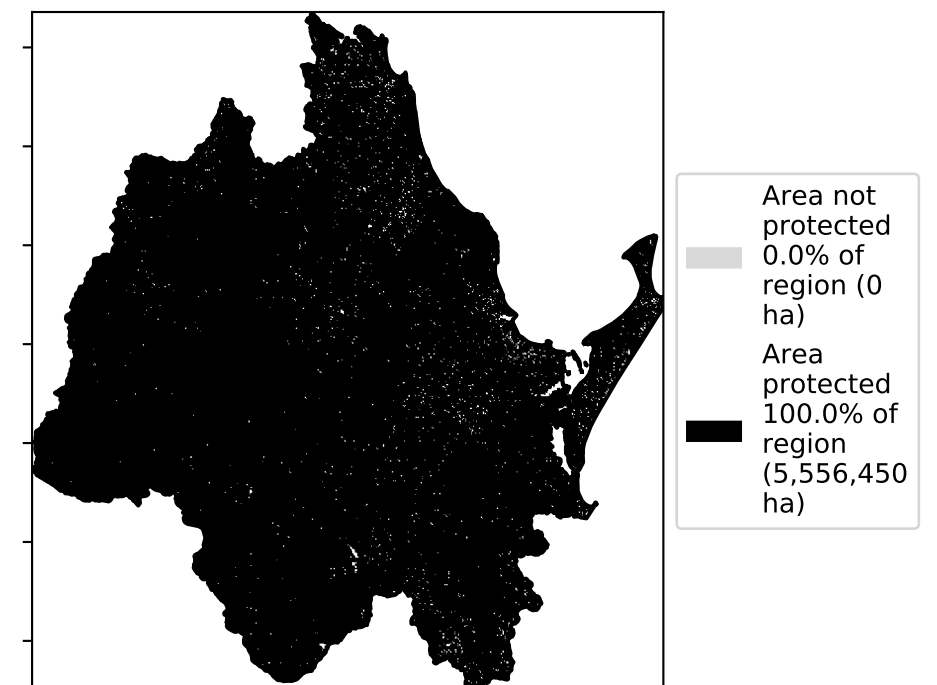 Area not
protected
0.0% of
region (0
ha)
Area
protected
100.0% of
region
(5,556,450
ha)